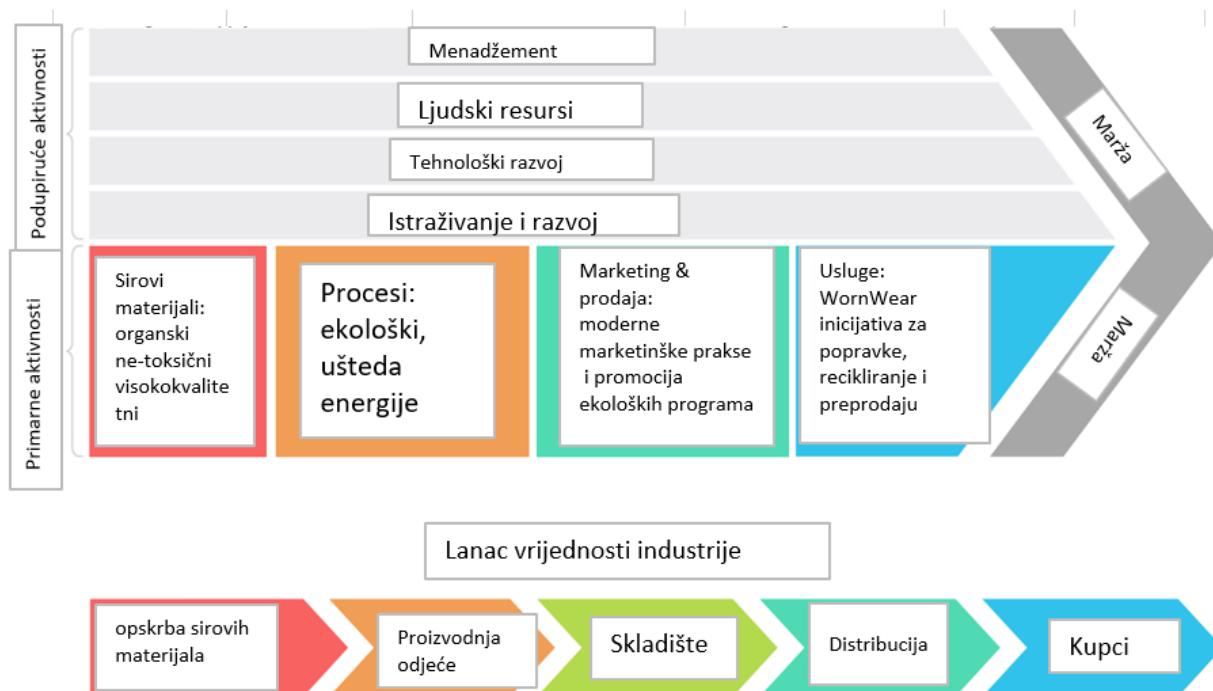 Podupiruće aktivnosti
Menadžment
Ljudski resursi
Tehnološki razvoj
Istraživanje i razvoj
Marža
Primarne aktivnosti
Sirovi
materijali:
organski
ne-toksični
visokokvalite
tni
Procesi:
ekološki,
ušteda
energije
Marketing &
prodaja:
moderne
marketinške prakse
i promocija
ekoloških programa
Usluge:
WornWear
inicijativa za
popravke,
recikliranje i
preprodaju
Marža
Lanac vrijednosti industrije
opskrba sirovih
materijala
Proizvodnja
odjeće
Skladište
Distribucija
Kupci